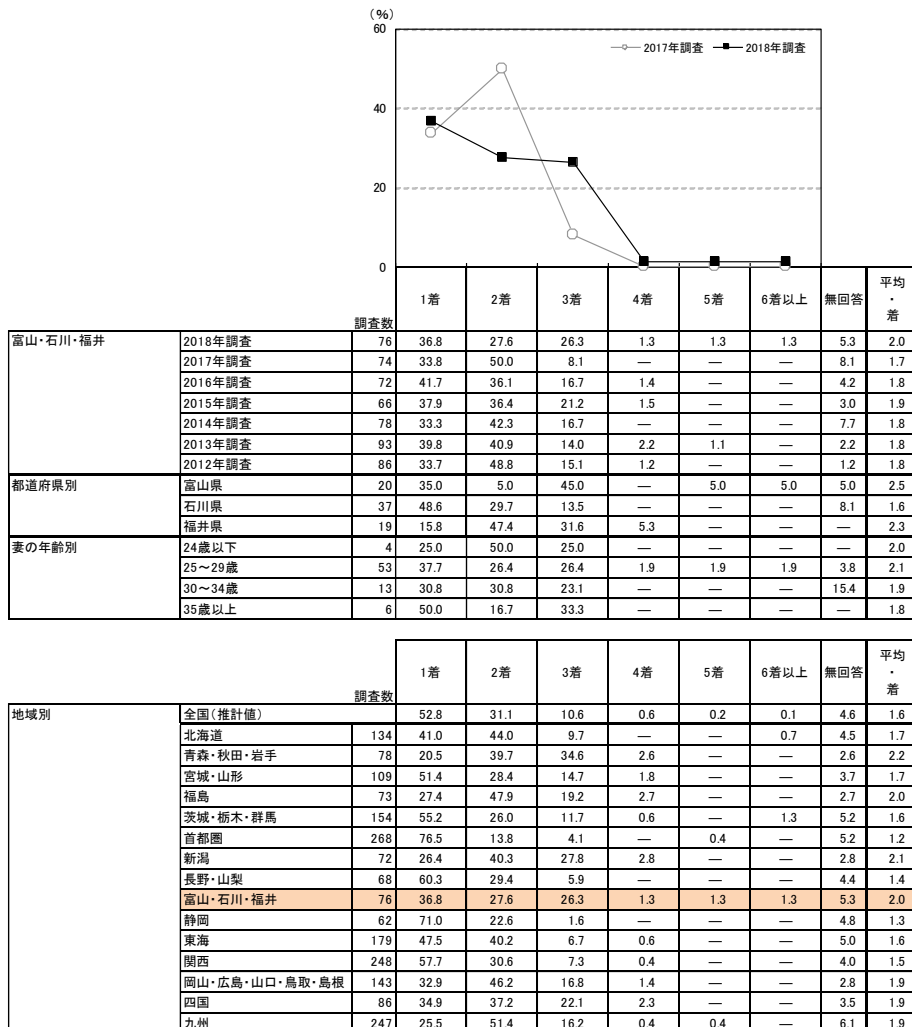 (%)
60
2017年調査 2018年調査
40
20
0
調査数 1着 2着 3着 4着 5着 6着以上 無回答 平均・着
富山・石川・福井 2018年調査 76 36.8 27.6 26.3 1.3 1.3 1.3 5.3 2.0
2017年調査 74 33.8 50.0 8.1 — — — 8.1 1.7
2016年調査 72 41.7 36.1 16.7 1.4 — — 4.2 1.8
2015年調査 66 37.9 36.4 21.2 1.5 — — 3.0 1.9
2014年調査 78 33.3 42.3 16.7 — — — 7.7 1.8
2013年調査 93 39.8 40.9 14.0 2.2 1.1 — 2.2 1.8
2012年調査 86 33.7 48.8 15.1 1.2 — — 1.2 1.8
都道府県別 富山県 20 35.0 5.0 45.0 — 5.0 5.0 5.0 2.5
石川県 37 48.6 29.7 13.5 — — — 8.1 1.6
福井県 19 15.8 47.4 31.6 5.3 — — — 2.3
妻の年齢別 24歳以下 4 25.0 50.0 25.0 — — — — 2.0
25～29歳 53 37.7 26.4 26.4 1.9 1.9 1.9 3.8 2.1
30～34歳 13 30.8 30.8 23.1 — — — 15.4 1.9
35歳以上 6 50.0 16.7 33.3 — — — — 1.8
調査数 1着 2着 3着 4着 5着 6着以上 無回答 平均・着
地域別 全国(推計値) 52.8 31.1 10.6 0.6 0.2 0.1 4.6 1.6
北海道 134 41.0 44.0 9.7 — — 0.7 4.5 1.7
青森・秋田・岩手 78 20.5 39.7 34.6 2.6 — — 2.6 2.2
宮城・山形 109 51.4 28.4 14.7 1.8 — — 3.7 1.7
福島 73 27.4 47.9 19.2 2.7 — — 2.7 2.0
茨城・栃木・群馬 154 55.2 26.0 11.7 0.6 — 1.3 5.2 1.6
首都圏 268 76.5 13.8 4.1 — 0.4 — 5.2 1.2
新潟 72 26.4 40.3 27.8 2.8 — — 2.8 2.1
長野・山梨 68 60.3 29.4 5.9 — — — 4.4 1.4
富山・石川・福井 76 36.8 27.6 26.3 1.3 1.3 1.3 5.3 2.0
静岡 62 71.0 22.6 1.6 — — — 4.8 1.3
東海 179 47.5 40.2 6.7 0.6 — — 5.0 1.6
関西 248 57.7 30.6 7.3 0.4 — — 4.0 1.5
岡山・広島・山口・鳥取・島根 143 32.9 46.2 16.8 1.4 — — 2.8 1.9
四国 86 34.9 37.2 22.1 2.3 — — 3.5 1.9
九州 247 25.5 51.4 16.2 0.4 0.4 — 6.1 1.9